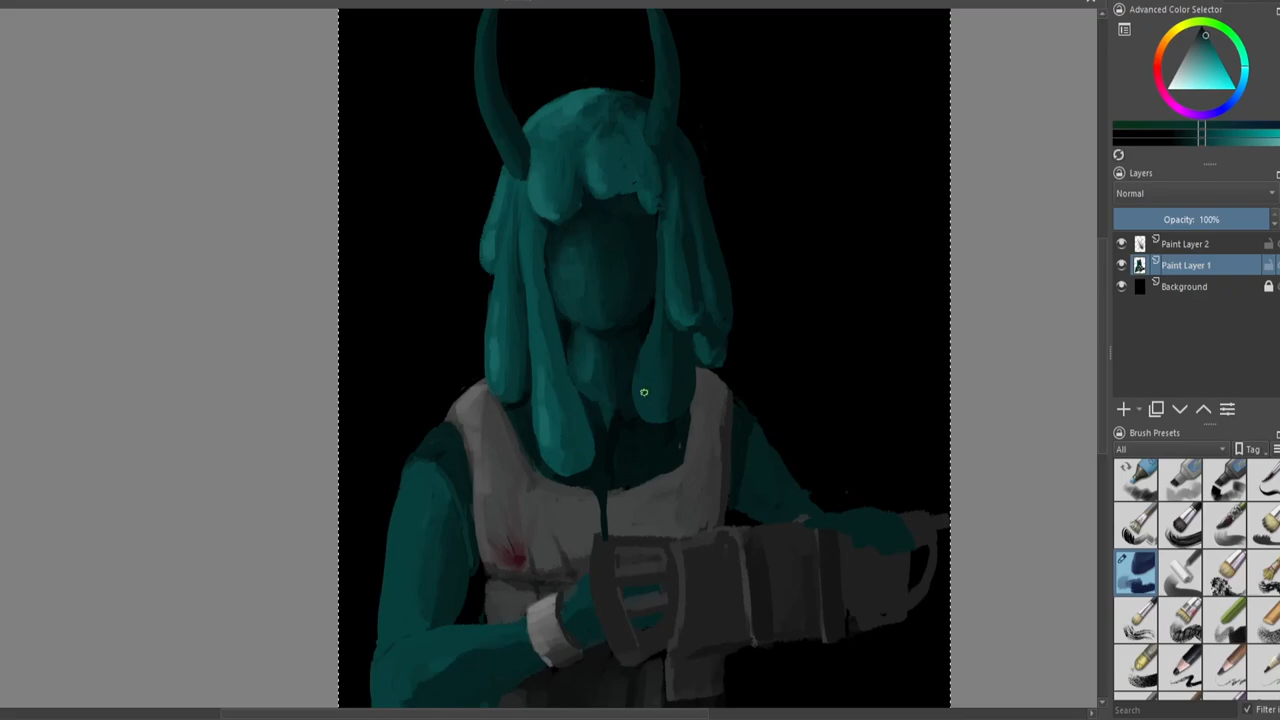 Advanced Color Selector
Layers
Normal
Opacity: 100%
Paint Layer 2
Paint Layer 1
Background
Brush Presets
All
Tag
Search
Filter